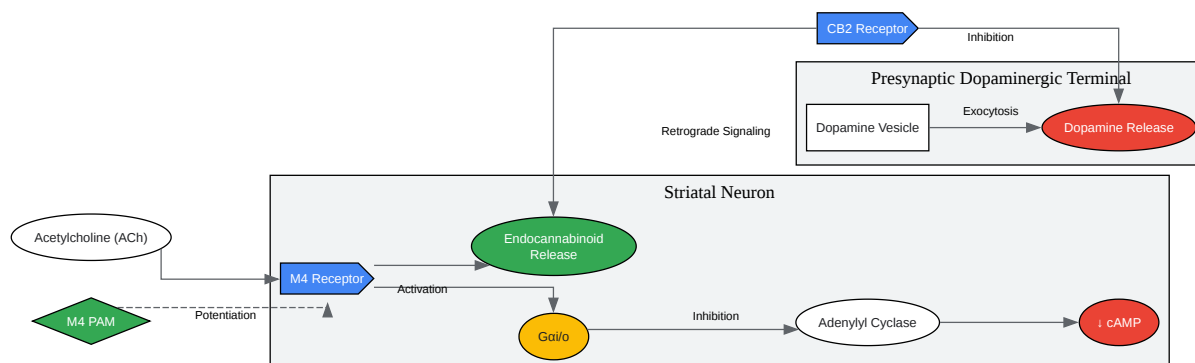 CB2 Receptor
Inhibition
Presynaptic Dopaminergic Terminal
Exocytosis
Dopamine Vesicle
Dopamine Release
Retrograde Signaling
Striatal Neuron
Acetylcholine (ACh)
Endocannabinoid
Release
M4 Receptor
Activation
M4 PAM
Potentiation
Gαi/o
Inhibition
Adenylyl Cyclase
↓ cAMP